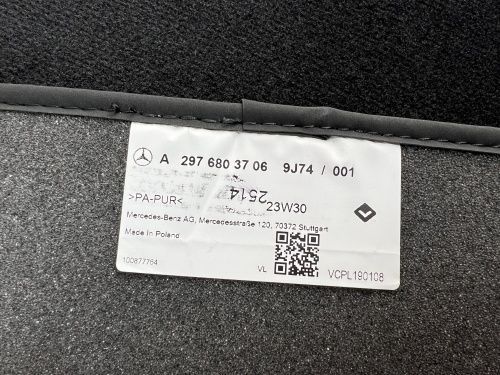 A 297 680 37 06 9J74 / 001
>PA-PUR< 2514 23W30
Mercedes-Benz AG, Mercedesstraße 120, 70372 Stuttgart
Made In Poland
100877764 VL VCPL190108